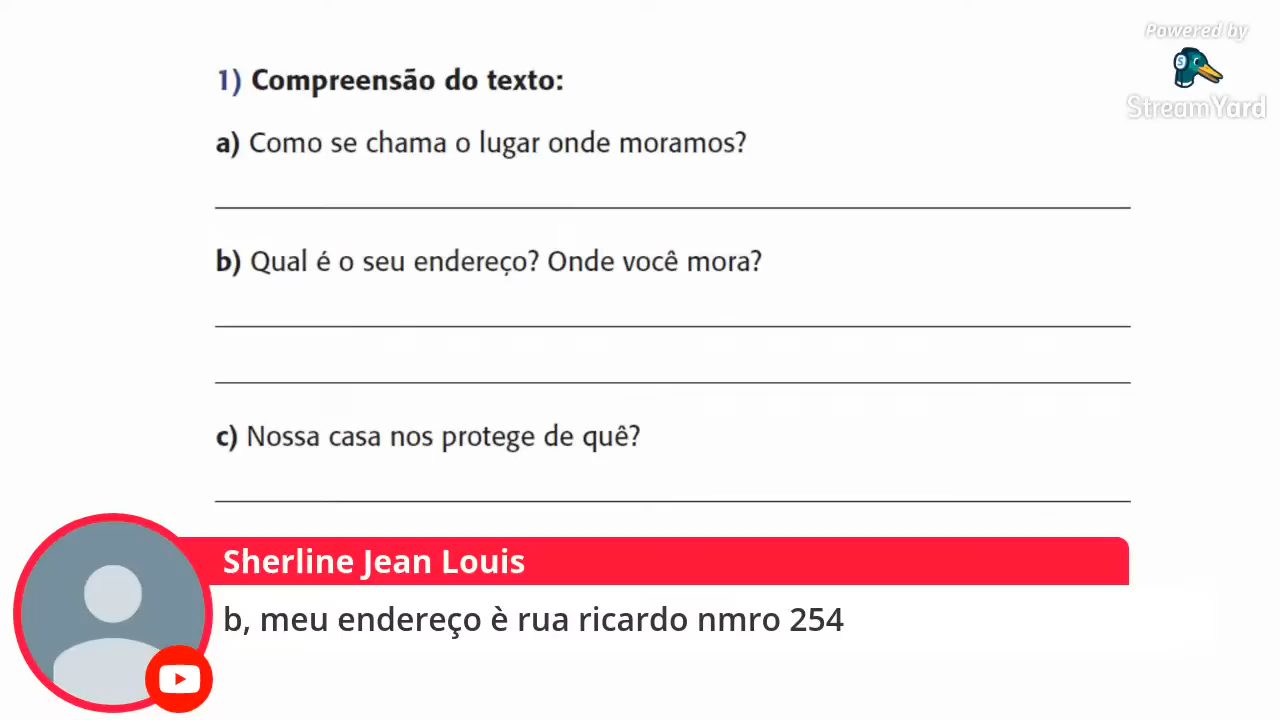 Powered by
StreamYard
1) Compreensão do texto:
a) Como se chama o lugar onde moramos?
b) Qual é o seu endereço? Onde você mora?
c) Nossa casa nos protege de quê?
Sherline Jean Louis
b, meu endereço è rua ricardo nmro 254